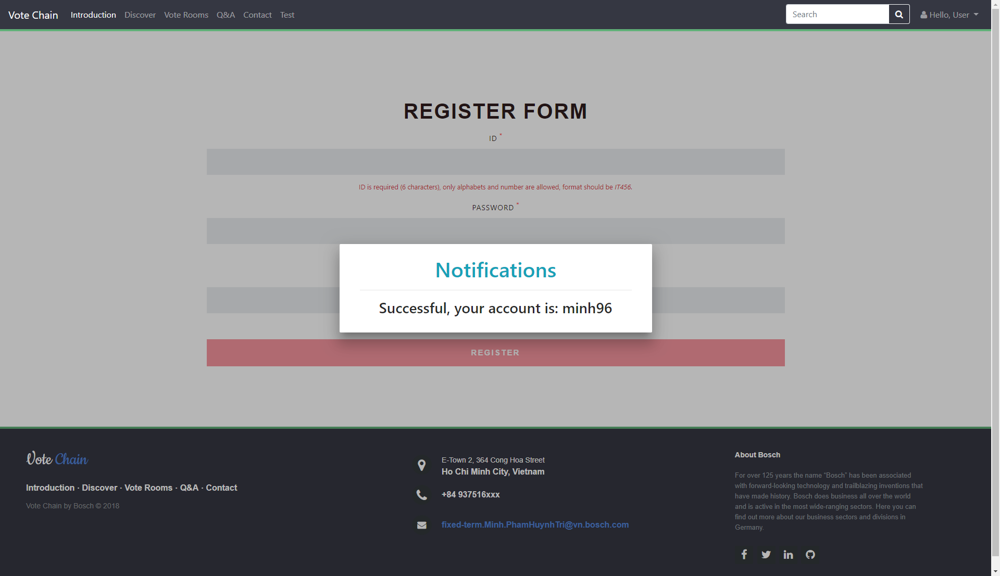 Vote Chain Introduction Discover Vote Rooms Q&A Contact Test Search Hello, User
REGISTER FORM
ID *
ID is required (6 characters), only alphabets and number are allowed, format should be IT456.
PASSWORD *
Notifications
Successful, your account is: minh96
REGISTER
Vote Chain
Introduction · Discover · Vote Rooms · Q&A · Contact
Vote Chain by Bosch © 2018
E-Town 2, 364 Cong Hoa Street
Ho Chi Minh City, Vietnam
+84 937516xxx
fixed-term.Minh.PhamHuynhTri@vn.bosch.com
About Bosch
For over 125 years the name “Bosch” has been associated
with forward-looking technology and trailblazing inventions that
have made history. Bosch does business all over the world
and is active in the most wide-ranging sectors. Here you can
find out more about our business sectors and divisions in
Germany.